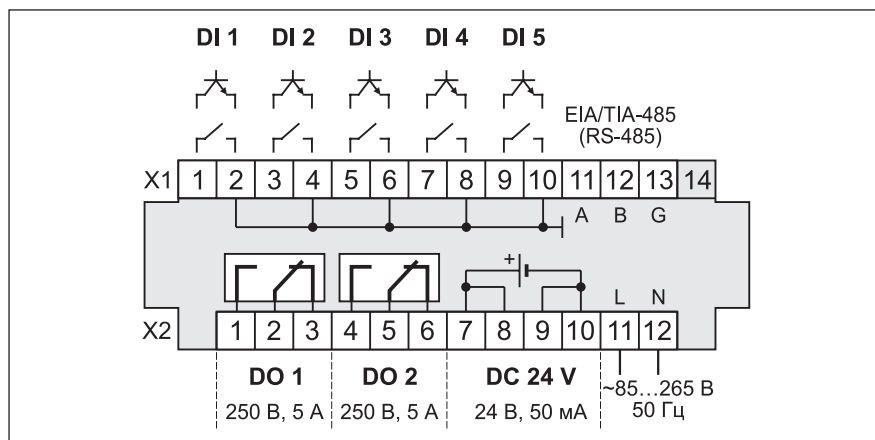 DI 1 DI 2 DI 3 DI 4 DI 5
EIA/TIA-485
(RS-485)
X1 1 2 3 4 5 6 7 8 9 10 11 12 13 14
A B G
+
L N
X2 1 2 3 4 5 6 7 8 9 10 11 12
DO 1 DO 2 DC 24 V
~85...265 В
250 В, 5 А 250 В, 5 А 24 В, 50 мА 50 Гц